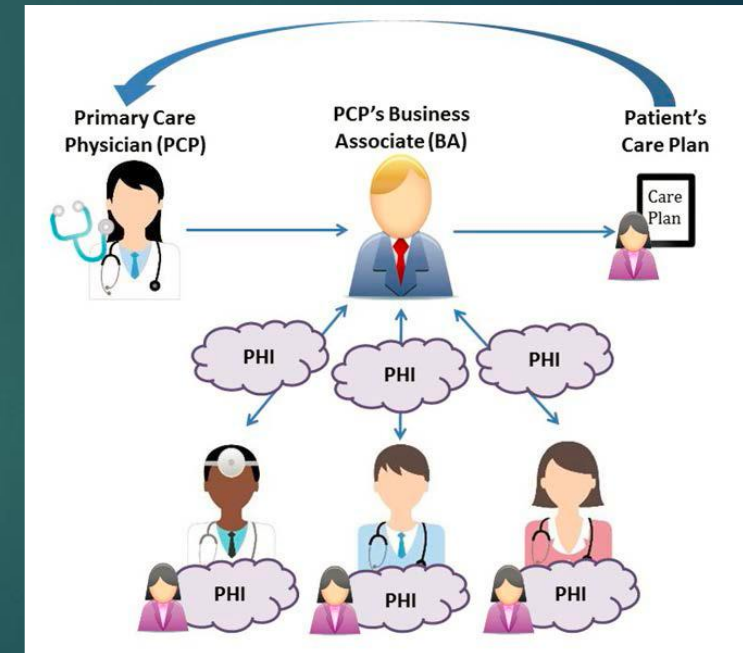 Primary Care
Physician (PCP)
PCP's Business
Associate (BA)
Patient's
Care Plan
Care
Plan
PHI
PHI
PHI
PHI
PHI
PHI